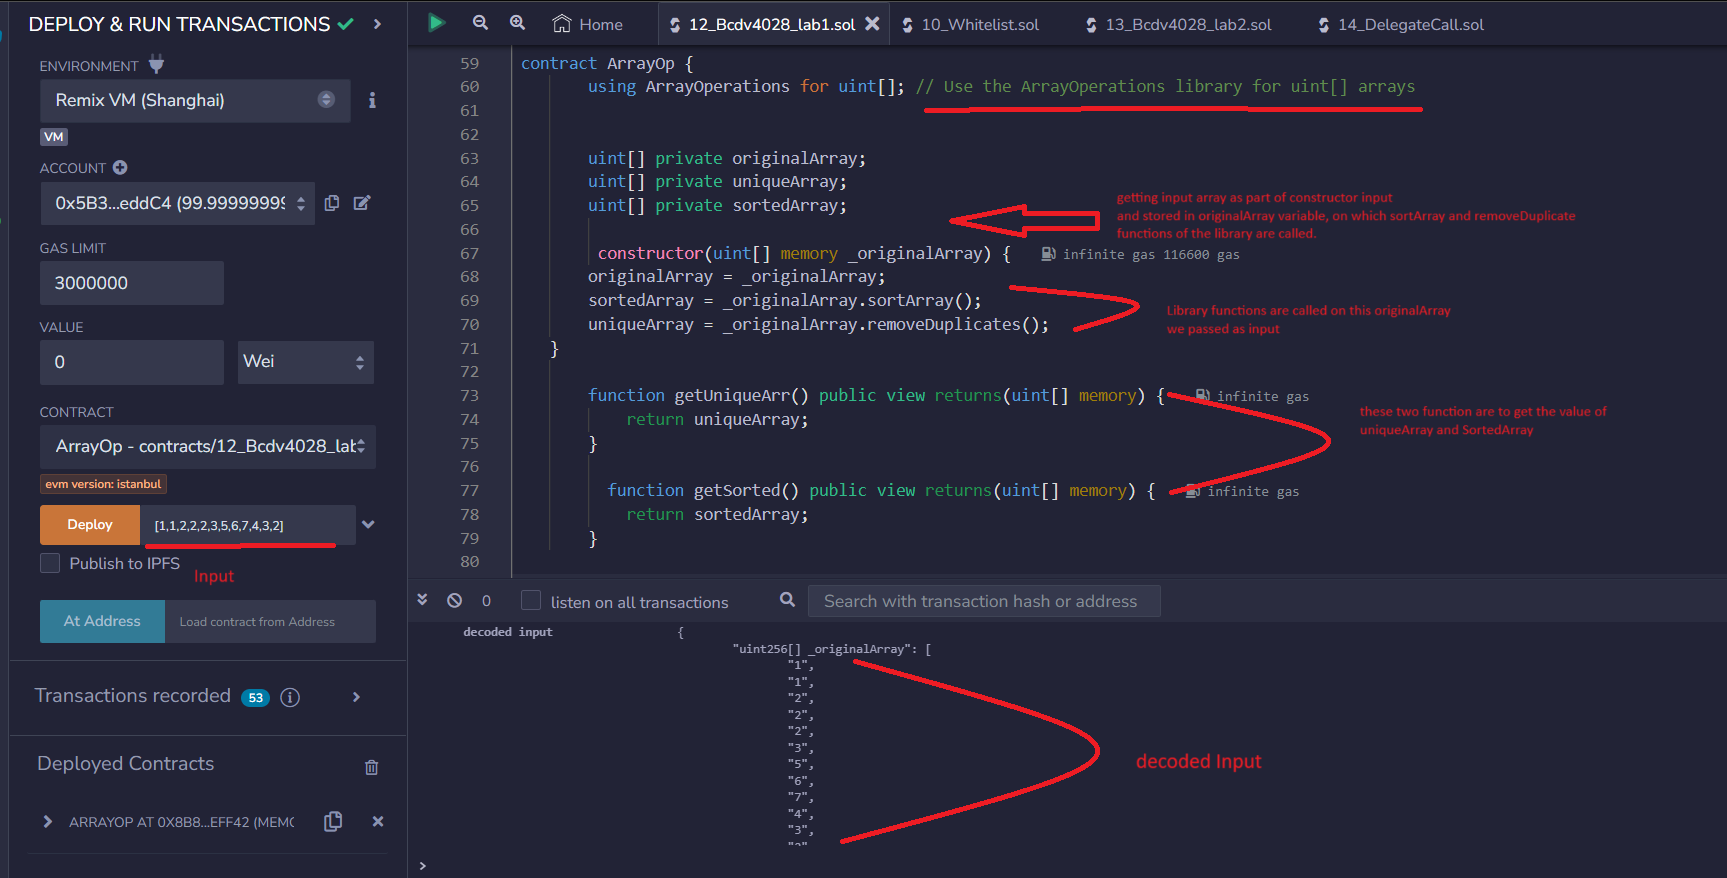 DEPLOY & RUN TRANSACTIONS
ENVIRONMENT
Remix VM (Shanghai)
VM
ACCOUNT
0x5B3...eddC4 (99.9999999
GAS LIMIT
3000000
VALUE
0
Wei
CONTRACT
ArrayOp - contracts/12_Bcdv4028_lab
evm version: istanbul
Deploy
[1,1,2,2,2,3,5,6,7,4,3,2]
Publish to IPFS
Input
At Address
Load contract from Address
Transactions recorded 53
Deployed Contracts
ARRAYOP AT 0X8B8...EFF42 (MEMO
Home
12_Bcdv4028_lab1.sol
10_Whitelist.sol
13_Bcdv4028_lab2.sol
14_DelegateCall.sol
59 contract ArrayOp {
60 using ArrayOperations for uint[]; // Use the ArrayOperations library for uint[] arrays
61
62
63 uint[] private originalArray;
64 uint[] private uniqueArray;
65 uint[] private sortedArray;
66
67 constructor(uint[] memory _originalArray) { infinite gas 116600 gas
68 originalArray = _originalArray;
69 sortedArray = _originalArray.sortArray();
70 uniqueArray = _originalArray.removeDuplicates();
71 }
72
73 function getUniqueArr() public view returns(uint[] memory) { infinite gas
74 return uniqueArray;
75 }
76
77 function getSorted() public view returns(uint[] memory) { infinite gas
78 return sortedArray;
79 }
80
getting input array as part of constructor input
and stored in originalArray variable, on which sortArray and removeDuplicate
functions of the library are called.
Library functions are called on this originalArray
we passed as input
these two function are to get the value of
uniqueArray and SortedArray
0
listen on all transactions
Search with transaction hash or address
decoded input {
"uint256[] _originalArray": [
"1",
"1",
"2",
"2",
"2",
"3",
"5",
"6",
"7",
"4",
"3",
decoded Input
>